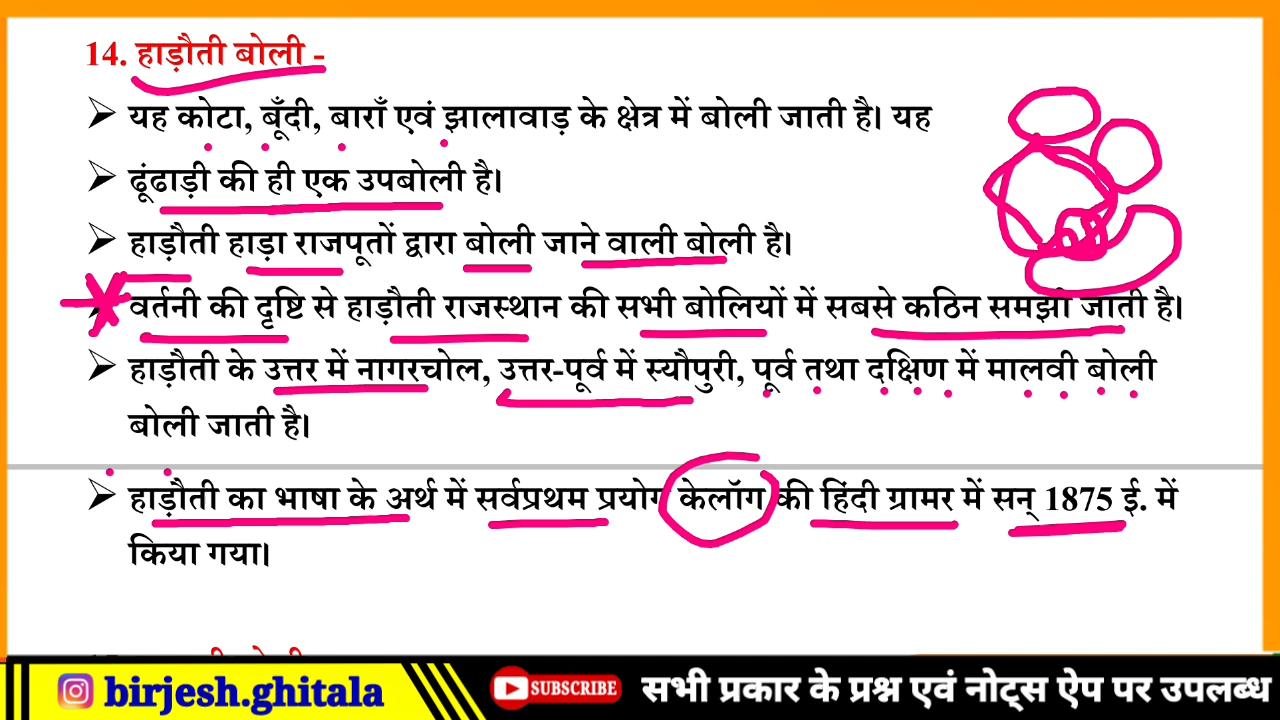 14. हाड़ौती बोली -
➢ यह कोटा, बूँदी, बाराँ एवं झालावाड़ के क्षेत्र में बोली जाती है। यह
➢ ढूंढाड़ी की ही एक उपबोली है।
➢ हाड़ौती हाड़ा राजपूतों द्वारा बोली जाने वाली बोली है।
➢ वर्तनी की दृष्टि से हाड़ौती राजस्थान की सभी बोलियों में सबसे कठिन समझी जाती है।
➢ हाड़ौती के उत्तर में नागरचोल, उत्तर-पूर्व में स्यौपुरी, पूर्व तथा दक्षिण में मालवी बोली
बोली जाती है।
➢ हाड़ौती का भाषा के अर्थ में सर्वप्रथम प्रयोग केलॉग की हिंदी ग्रामर में सन् 1875 ई. में
किया गया।
birjesh.ghitala SUBSCRIBE सभी प्रकार के प्रश्न एवं नोट्स ऐप पर उपलब्ध